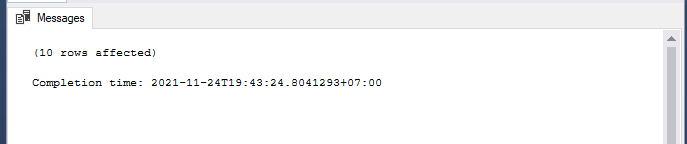 Messages
(10 rows affected)
Completion time: 2021-11-24T19:43:24.8041293+07:00